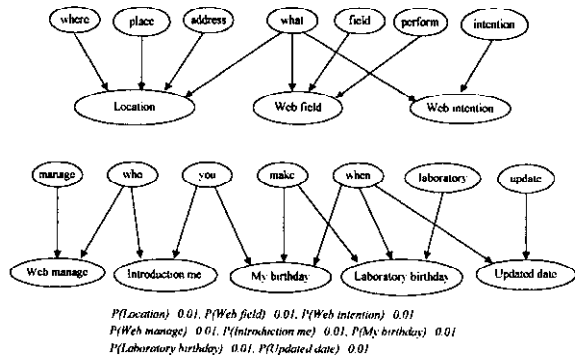 where place address what field perform intention
Location Web field Web intention
manage who you make when laboratory update
Web manage Introduction me My birthday Laboratory birthday Updated date
P(Location) 0.01, P(Web field) 0.01, P(Web intention) 0.01
P(Web manage) 0.01, P(Introduction me) 0.01, P(My birthday) 0.01
P(Laboratory birthday) 0.01, P(Updated date) 0.01